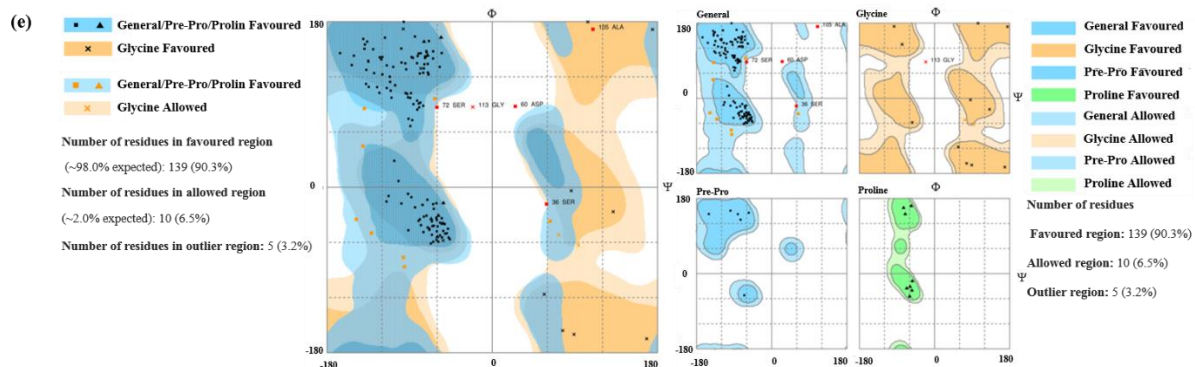 (e)
General/Pre-Pro/Prolin Favoured
Glycine Favoured
General/Pre-Pro/Prolin Favoured
Glycine Allowed
Number of residues in favoured region
(~98.0% expected): 139 (90.3%)
Number of residues in allowed region
(~2.0% expected): 10 (6.5%)
Number of residues in outlier region: 5 (3.2%)
Φ
180
105 ALA
72 SER
113 GLY
60 ASP
0
Ψ
36 SER
-180
-180
0
180
General
180
105 ALA
72 SER
60 ASP
0
36 SER
-180
Glycine
113 GLY
Ψ
Pre-Pro
180
0
-180
-180
0
180
Proline
Φ
Ψ
-180
0
180
General Favoured
Glycine Favoured
Pre-Pro Favoured
Proline Favoured
General Allowed
Glycine Allowed
Pre-Pro Allowed
Proline Allowed
Number of residues
Favoured region: 139 (90.3%)
Allowed region: 10 (6.5%)
Outlier region: 5 (3.2%)